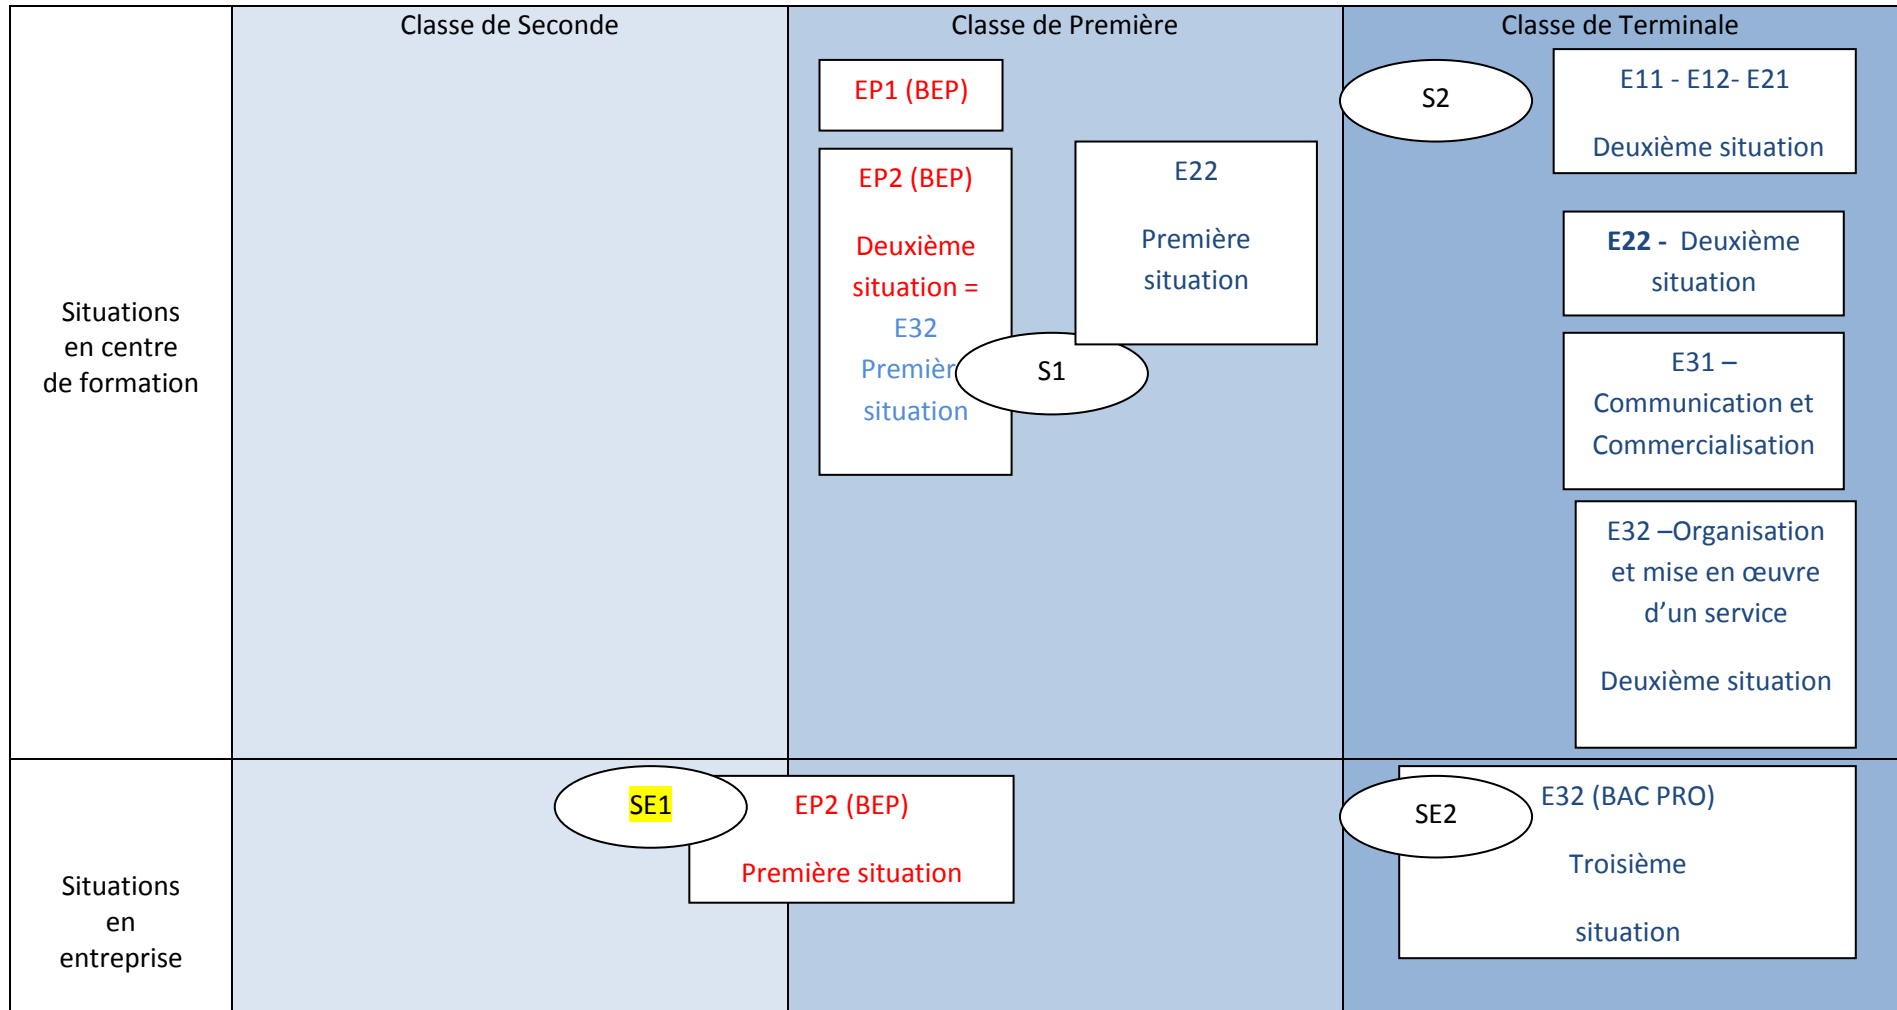 Classe de Seconde
Classe de Première
Classe de Terminale
Situations
en centre
de formation
EP1 (BEP)
EP2 (BEP)
Deuxième
situation =
E32
Premièr
situation
S1
E22
Première
situation
S2
E11 - E12- E21
Deuxième situation
E22 - Deuxième
situation
E31 –
Communication et
Commercialisation
E32 –Organisation
et mise en œuvre
d’un service
Deuxième situation
Situations
en
entreprise
SE1
EP2 (BEP)
Première situation
SE2
E32 (BAC PRO)
Troisième
situation